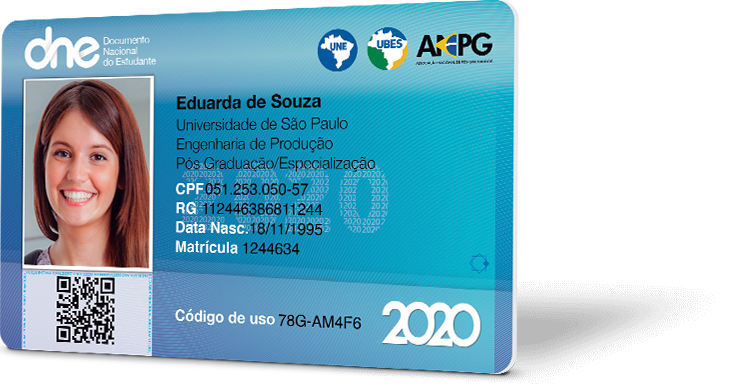 dne Documento
Nacional
do Estudante
UNE
UBES
ANPG
Eduarda de Souza
Universidade de São Paulo
Engenharia de Produção
Pós Graduação/Especialização
CPF 051.253.050-57
RG 112446386811244
Data Nasc. 18/11/1995
Matrícula 1244634
Código de uso 78G-AM4F6
2020